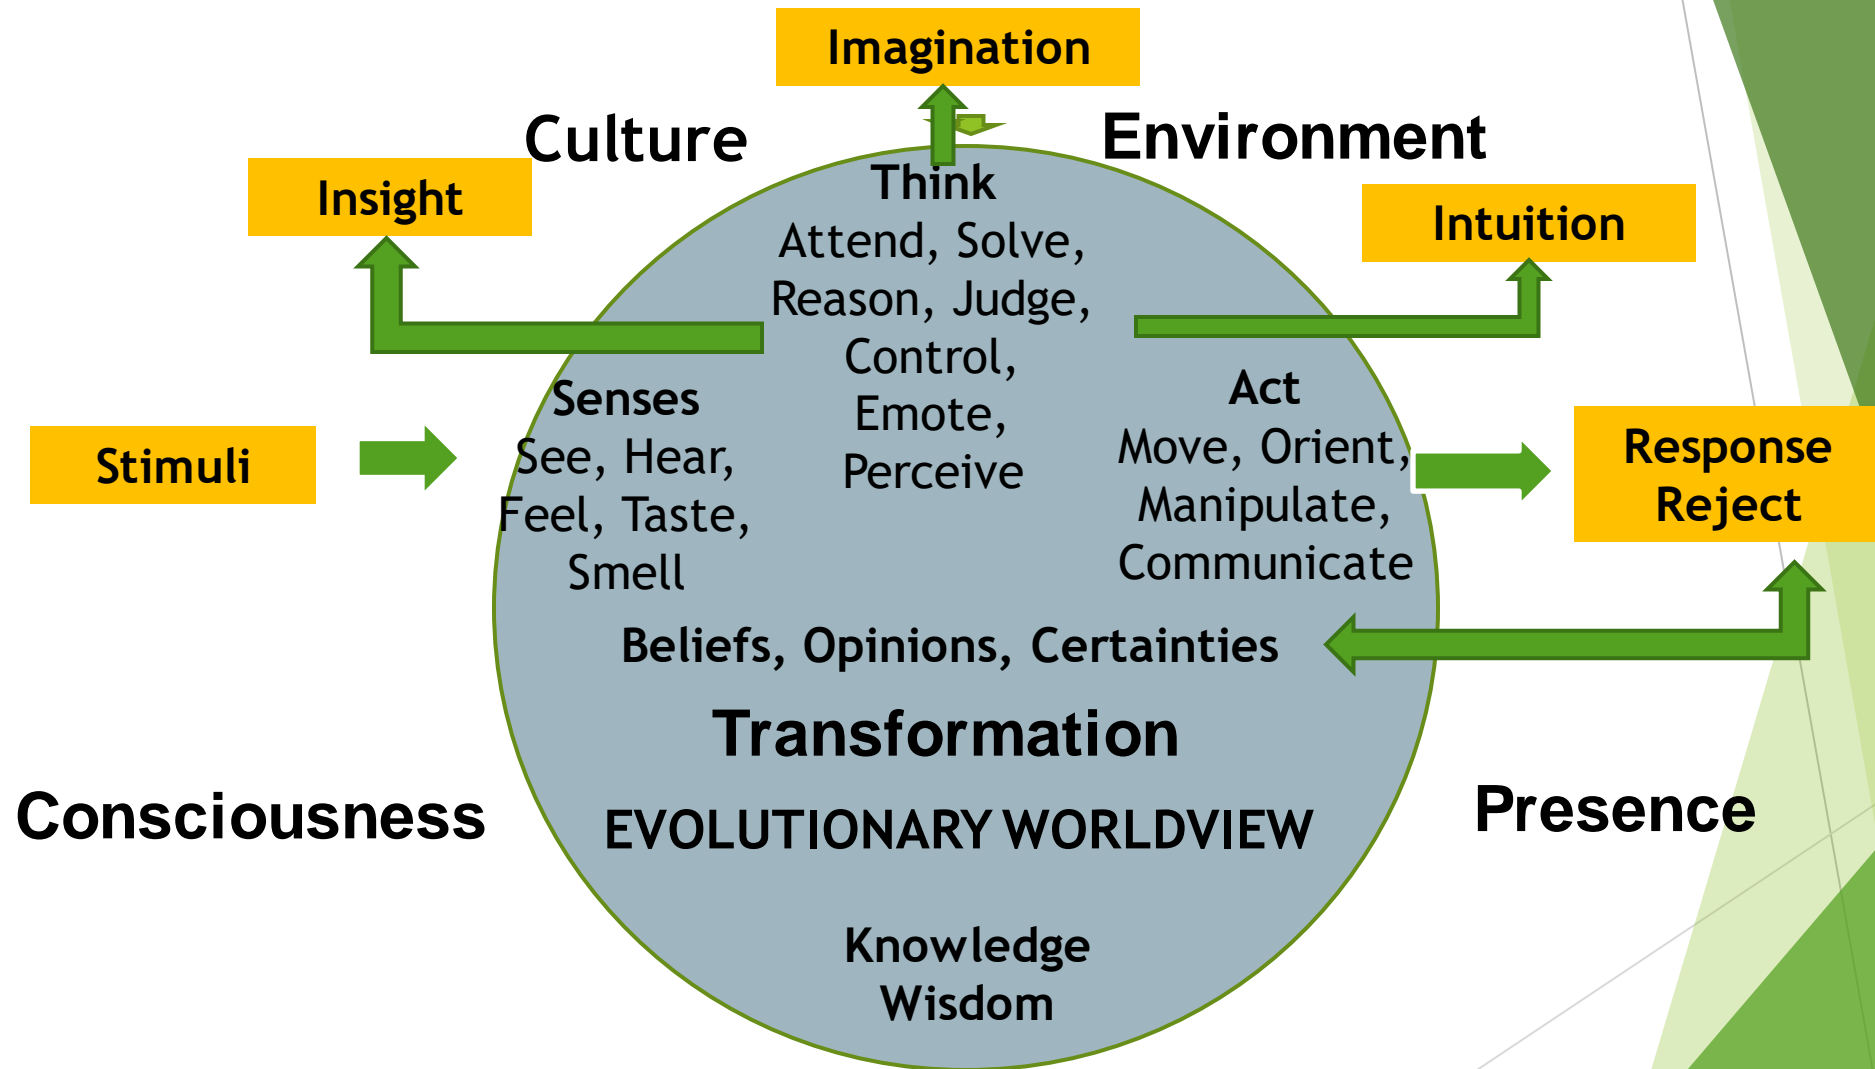 Imagination
Culture
Environment
Insight
Think
Intuition
Attend, Solve,
Reason, Judge,
Control,
Emote,
Perceive
Senses
See, Hear,
Feel, Taste,
Smell
Act
Move, Orient,
Manipulate,
Communicate
Stimuli
Response
Reject
Beliefs, Opinions, Certainties
Transformation
Consciousness
Presence
EVOLUTIONARY WORLDVIEW
Knowledge
Wisdom